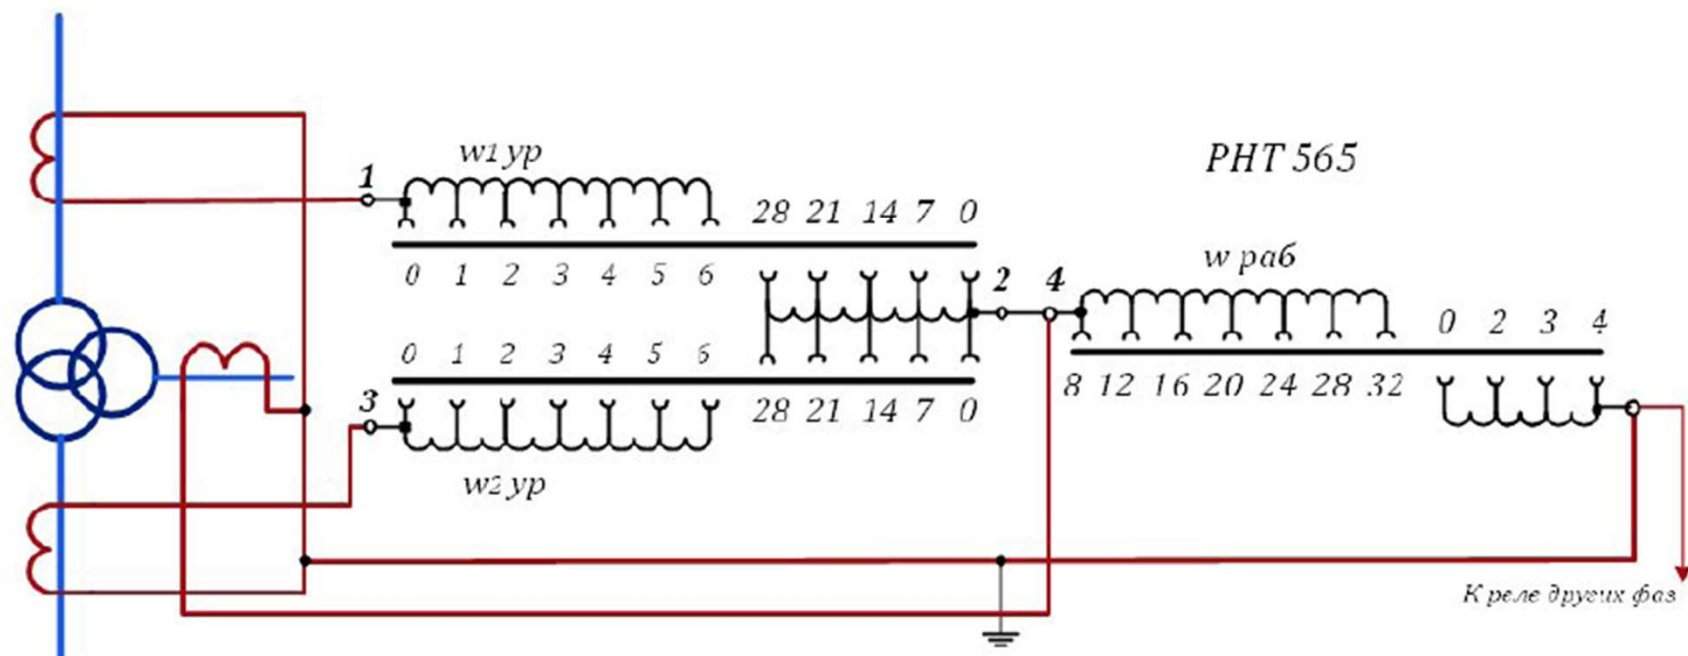 w1 ур
РНТ 565
1
28 21 14 7 0
w раб
0 1 2 3 4 5 6
2 4
0 2 3 4
0 1 2 3 4 5 6
8 12 16 20 24 28 32
3
28 21 14 7 0
w2 ур
К реле других фаз